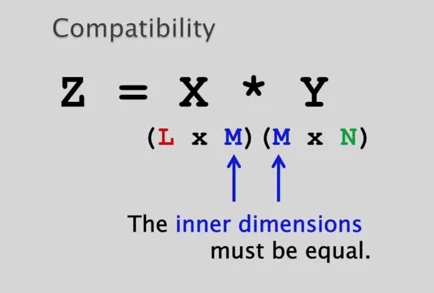 Compatibility
Z = X * Y
(L x M) (M x N)
The inner dimensions
must be equal.